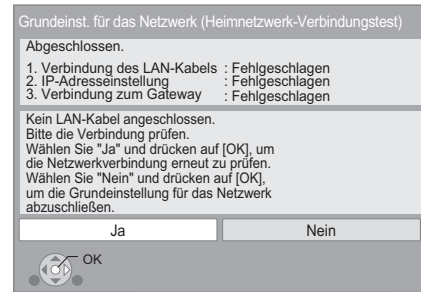 Grundeinst. für das Netzwerk (Heimnetzwerk-Verbindungstest)
Abgeschlossen.
1. Verbindung des LAN-Kabels : Fehlgeschlagen
2. IP-Adresseinstellung : Fehlgeschlagen
3. Verbindung zum Gateway : Fehlgeschlagen
Kein LAN-Kabel angeschlossen.
Bitte die Verbindung prüfen.
Wählen Sie "Ja" und drücken auf [OK], um
die Netzwerkverbindung erneut zu prüfen.
Wählen Sie "Nein" und drücken auf [OK],
um die Grundeinstellung für das Netzwerk
abzuschließen.
Ja Nein
OK